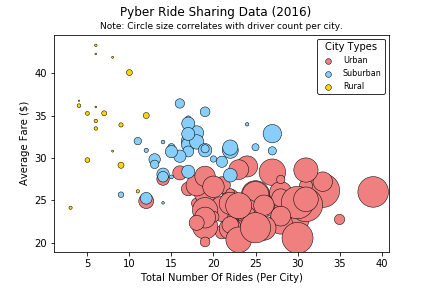 Pyber Ride Sharing Data (2016)
Note: Circle size correlates with driver count per city.
City Types
Urban
Suburban
Rural
Average Fare ($)
40
35
30
25
20
5 10 15 20 25 30 35 40
Total Number Of Rides (Per City)